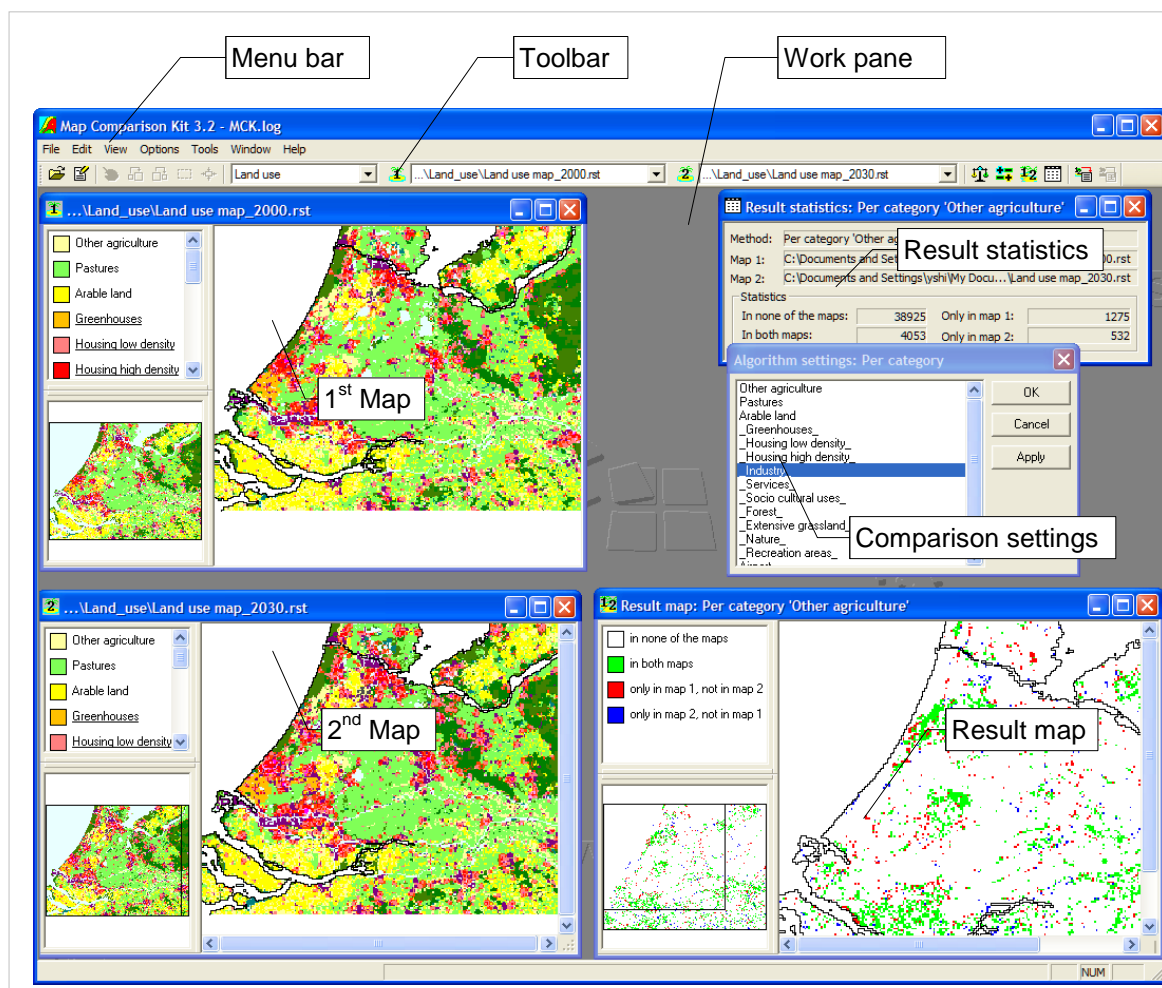 Menu bar
Toolbar
Work pane
Map Comparison Kit 3.2 - MCK.log
File Edit View Options Tools Window Help
Land use
1
...\Land_use\Land use map_2000.rst
2
...\Land_use\Land use map_2030.rst
12
1 ...\Land_use\Land use map_2000.rst
Other agriculture
Pastures
Arable land
Greenhouses
Housing low density
Housing high density
1st Map
Result statistics: Per category 'Other agriculture'
Method: Per category 'Other
Map 1: C:\Documents and Set 00.rst
Map 2: C:\Documents and Settings\yshi\My Docu...\Land use map_2030.rst
Result statistics
Statistics
In none of the maps: 38925 Only in map 1: 1275
In both maps: 4053 Only in map 2: 532
Algorithm settings: Per category
Other agriculture
Pastures
Arable land
_Greenhouses_
_Housing low density_
_Housing high density_
_Industry
_Services_
_Socio cultural uses_
_Forest_
_Extensive grassland
_Nature_
_Recreation areas_
Airport
OK
Cancel
Apply
Comparison settings
2 ...\Land_use\Land use map_2030.rst
Other agriculture
Pastures
Arable land
Greenhouses
Housing low density
2nd Map
12 Result map: Per category 'Other agriculture'
in none of the maps
in both maps
only in map 1, not in map 2
only in map 2, not in map 1
Result map
NUM